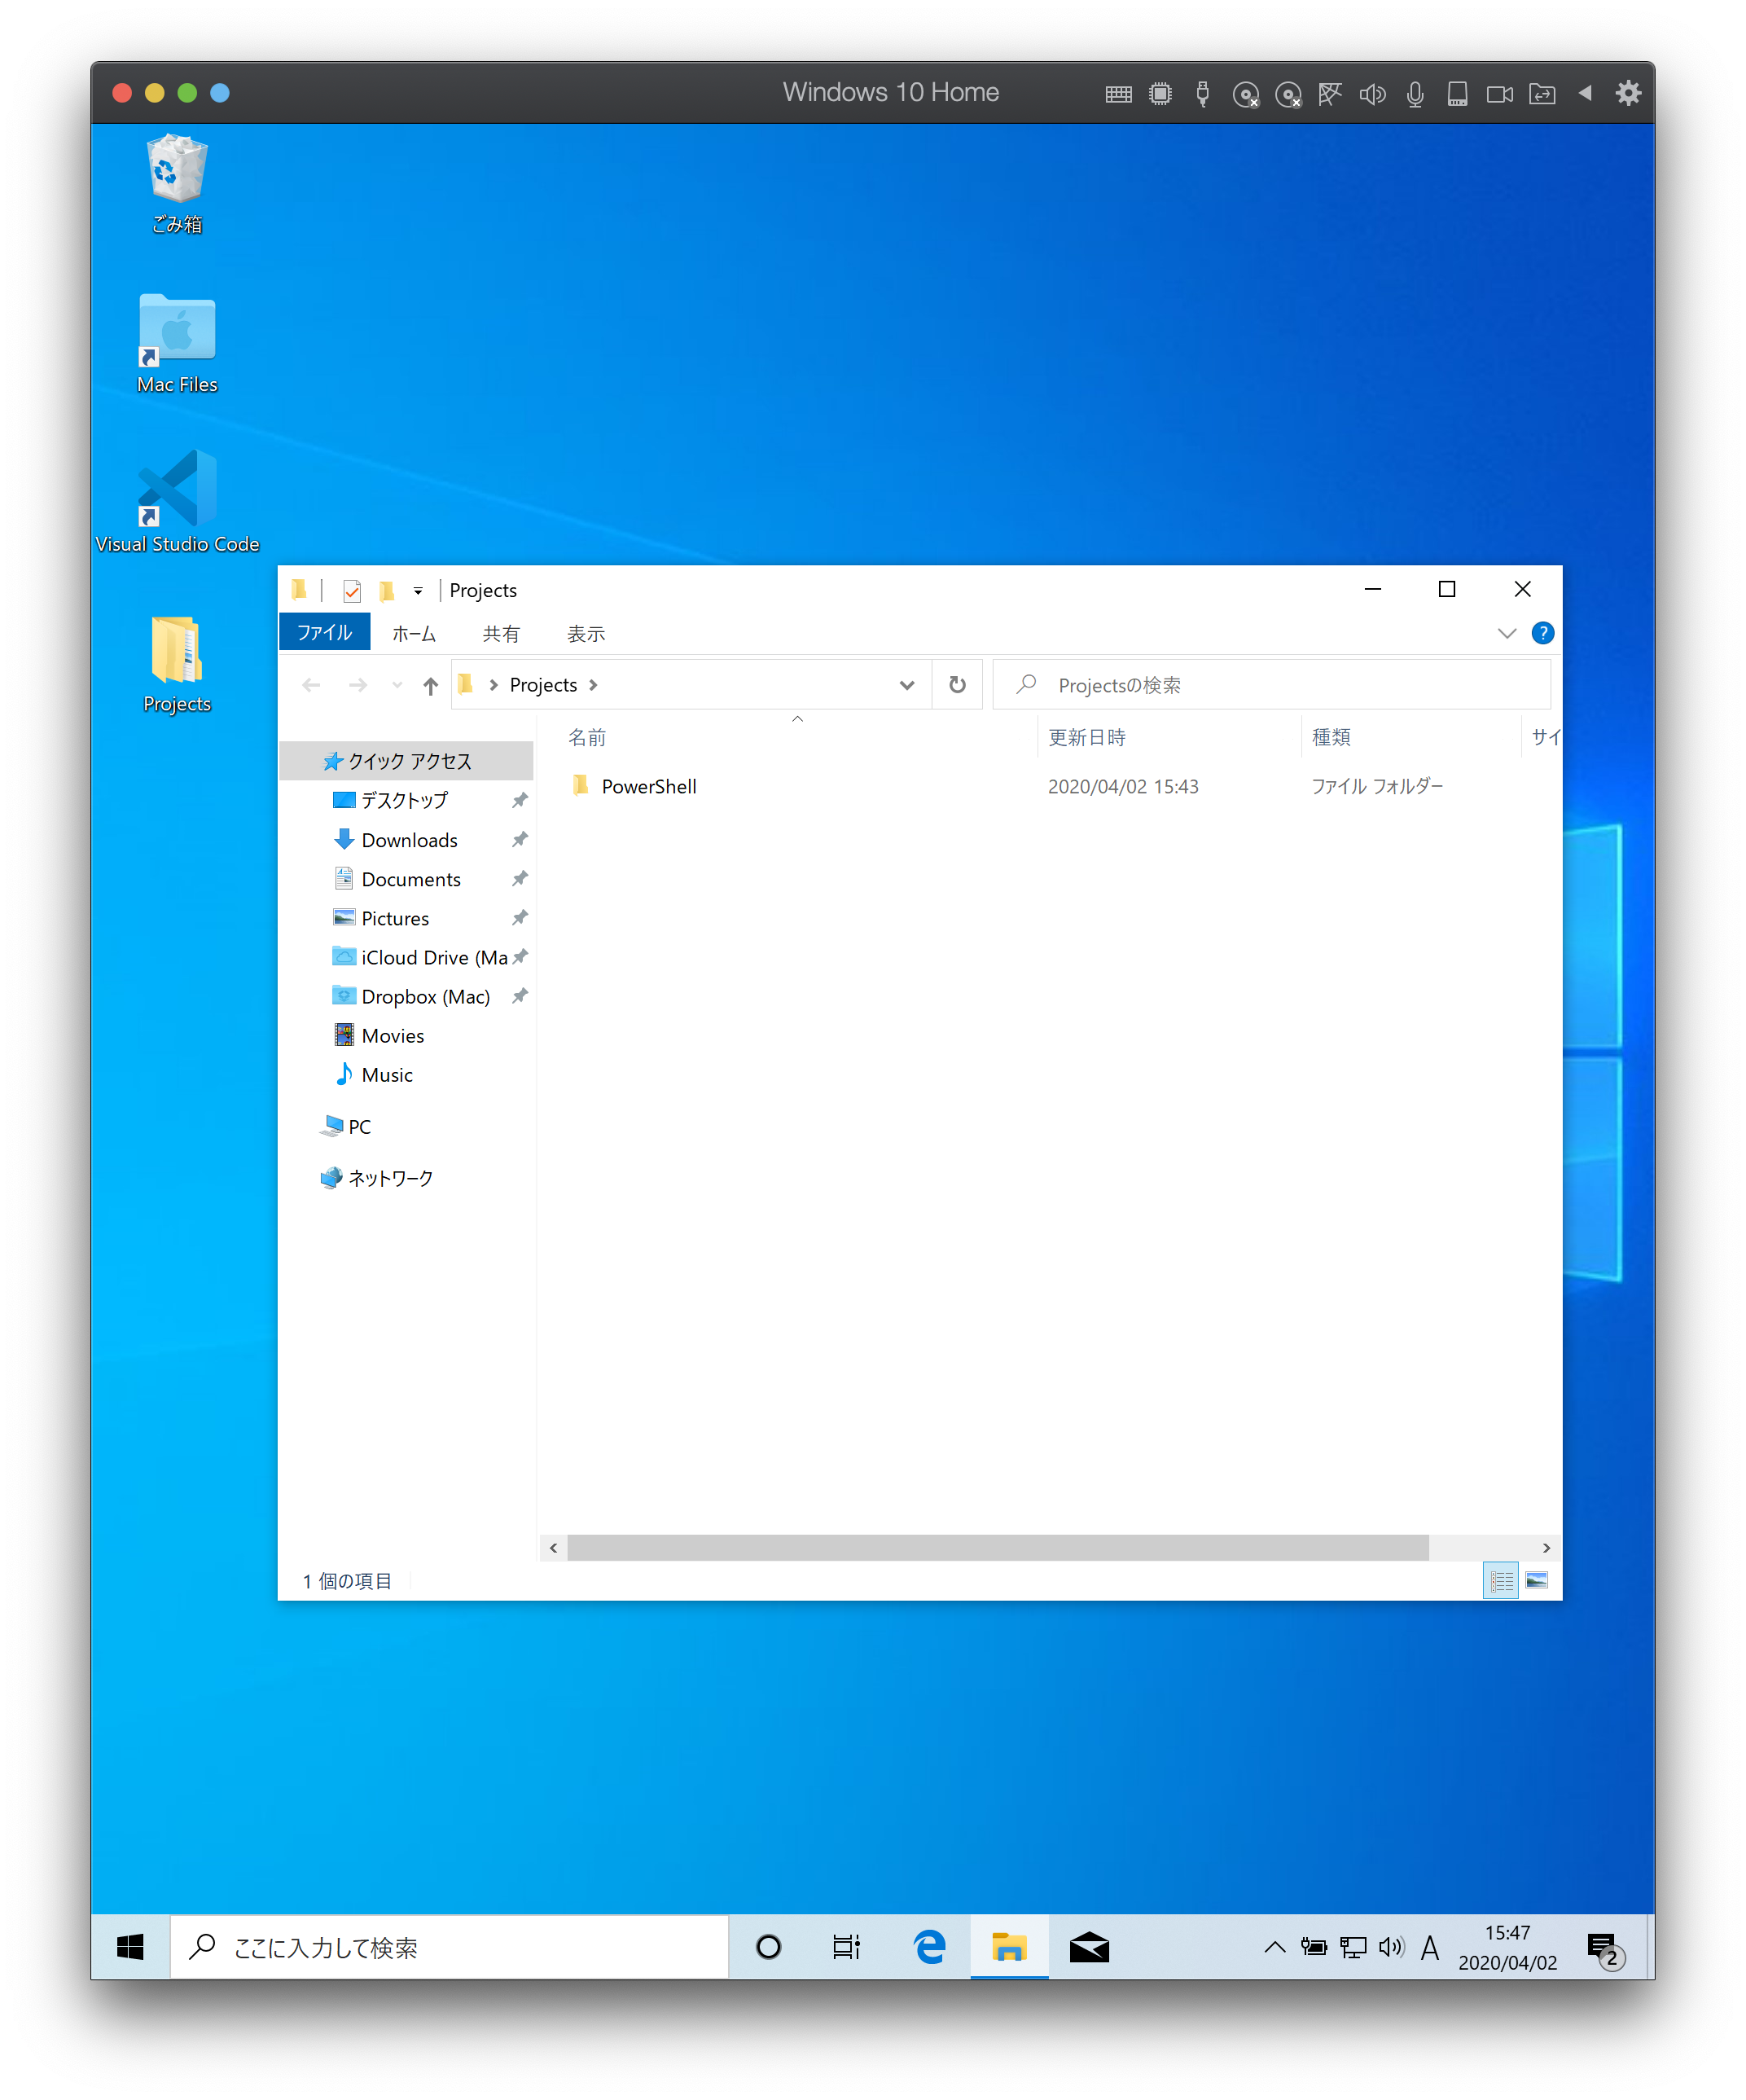 Windows 10 Home
ごみ箱
Mac Files
Visual Studio Code
Projects
Projects
ファイル ホーム 共有 表示
Projects
Projectsの検索
名前 更新日時 種類 サイ
PowerShell 2020/04/02 15:43 ファイル フォルダー
クイック アクセス
デスクトップ
Downloads
Documents
Pictures
iCloud Drive (Ma
Dropbox (Mac)
Movies
Music
PC
ネットワーク
1 個の項目
ここに入力して検索
A
15:47
2020/04/02
2